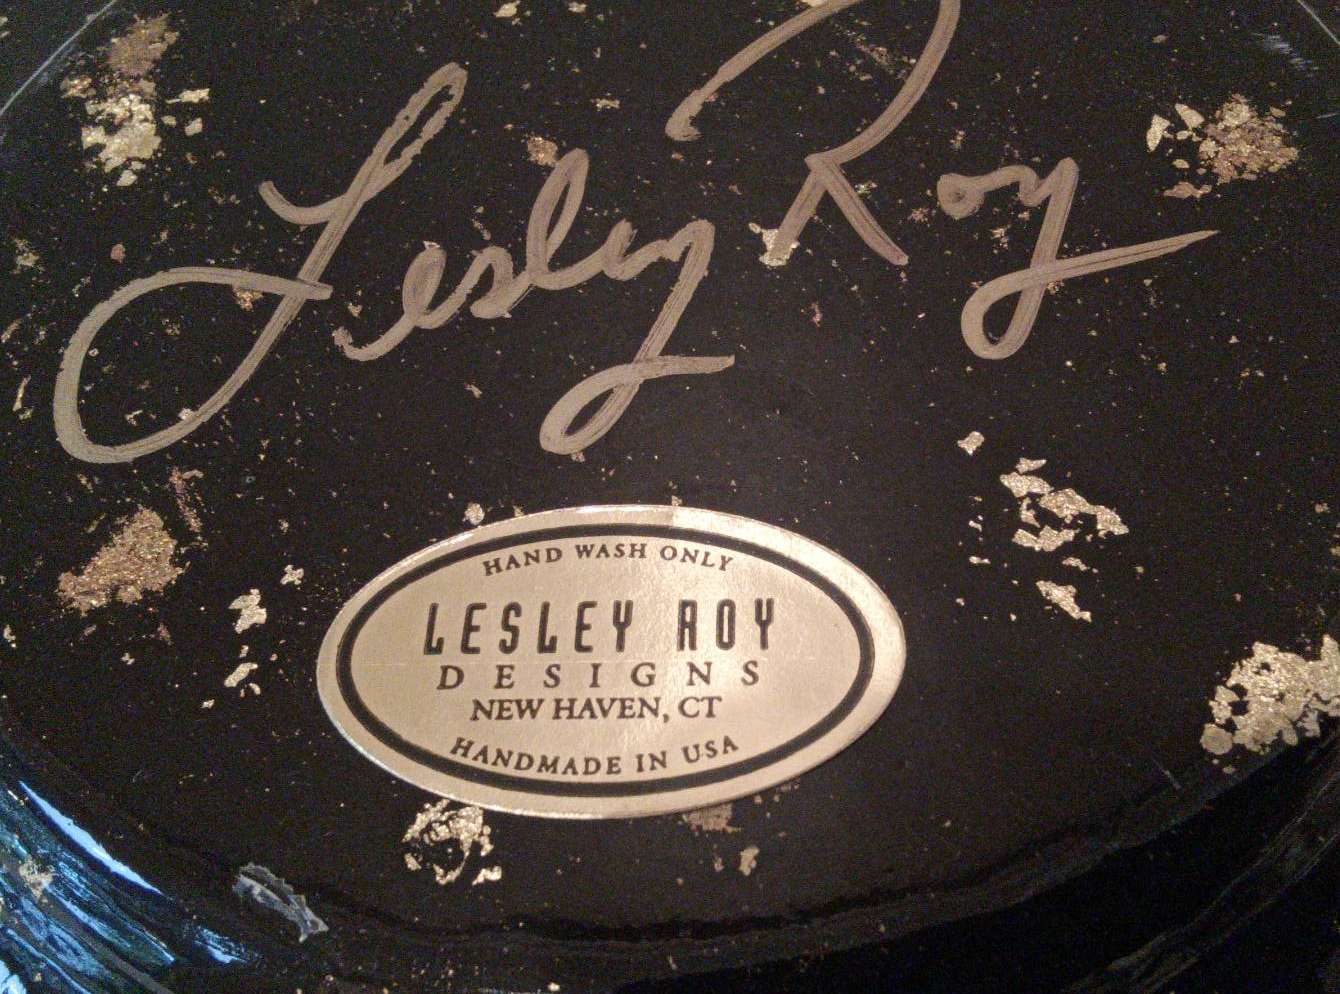 Lesley Roy
HAND WASH ONLY
LESLEY ROY
DESIGNS
NEW HAVEN, CT
HANDMADE IN USA